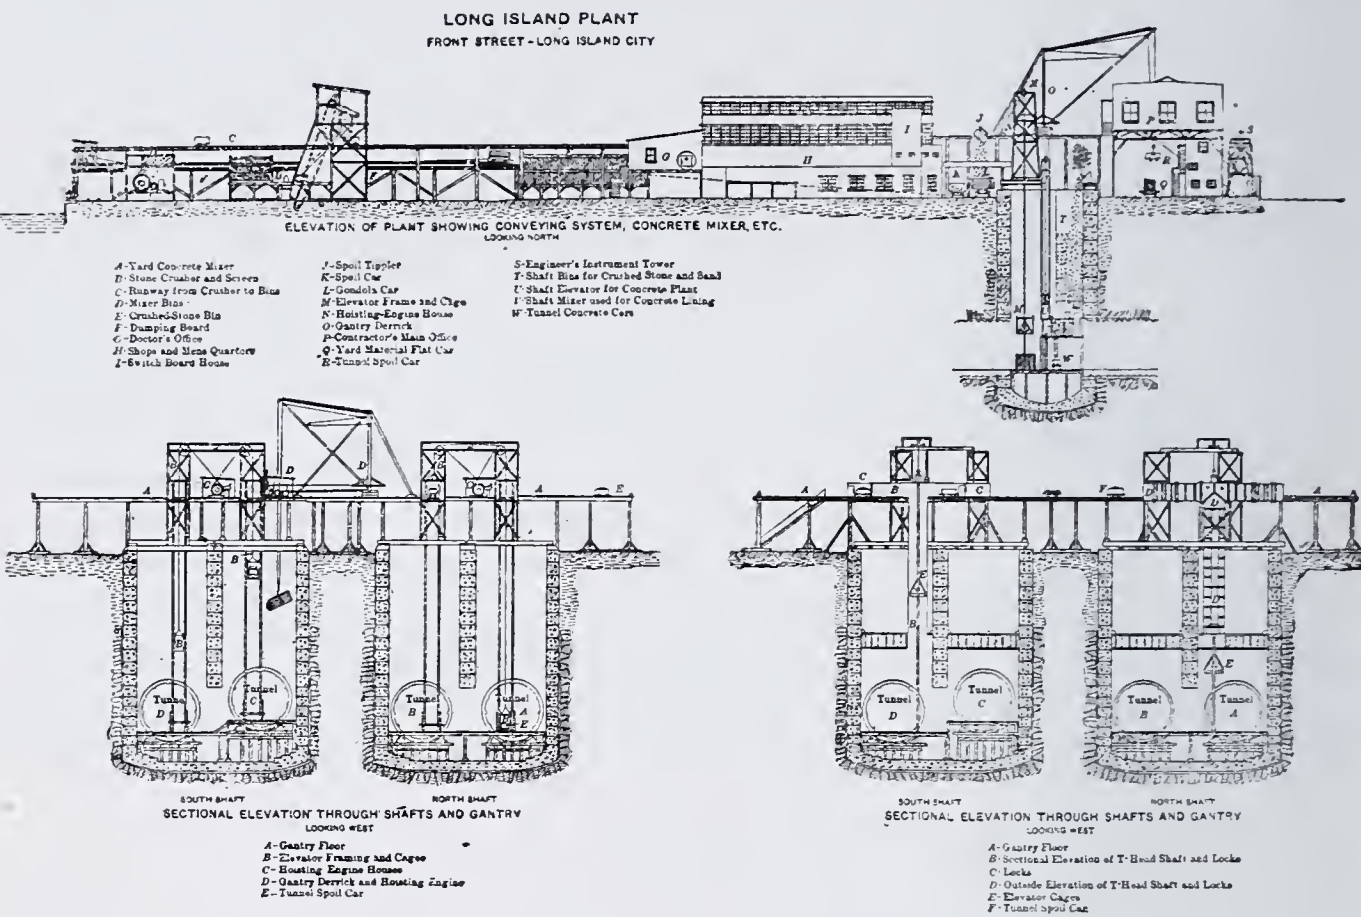 LONG ISLAND PLANT
FRONT STREET-LONG ISLAND CITY
ELEVATION OF PLANT SHOWING CONVEYING SYSTEM, CONCRETE MIXER, ETC.
LOOKING NORTH
A-Yard Concrete Mixer
B-Stone Crusher and Screen
C-Runway from Crusher to Bins
D-Mixer Bins
E-Crushed-Stone Bin
F-Dumping Board
G-Doctor's Office
H-Shops and Mens Quarters
I-Switch Board House
J-Spoil Tippler
K-Spoil Car
L-Gondola Car
M-Elevator Frame and Cage
N-Hoisting-Engine House
O-Gantry Derrick
P-Contractor's Main Office
Q-Yard Material Flat Car
R-Tunnel Spoil Car
S-Engineer's Instrument Tower
T-Shaft Bins for Crushed Stone and Sand
U-Shaft Elevator for Concrete Plant
V-Shaft Mixer used for Concrete Lining
W-Tunnel Concrete Cars
Tunnel D
Tunnel C
Tunnel B
Tunnel A
SOUTH SHAFT
NORTH SHAFT
SECTIONAL ELEVATION THROUGH SHAFTS AND GANTRY
LOOKING WEST
A-Gantry Floor
B-Elevator Framing and Cages
C-Hoisting Engine Houses
D-Gantry Derrick and Hoisting Engine
E-Tunnel Spoil Car
Tunnel D
Tunnel C
Tunnel B
Tunnel A
SOUTH SHAFT
NORTH SHAFT
SECTIONAL ELEVATION THROUGH SHAFTS AND GANTRY
LOOKING WEST
A-Gantry Floor
B-Sectional Elevation of T-Head Shaft and Locks
C-Locks
D-Outside Elevation of T-Head Shaft and Locks
E-Elevator Cages
F-Tunnel Spoil Car